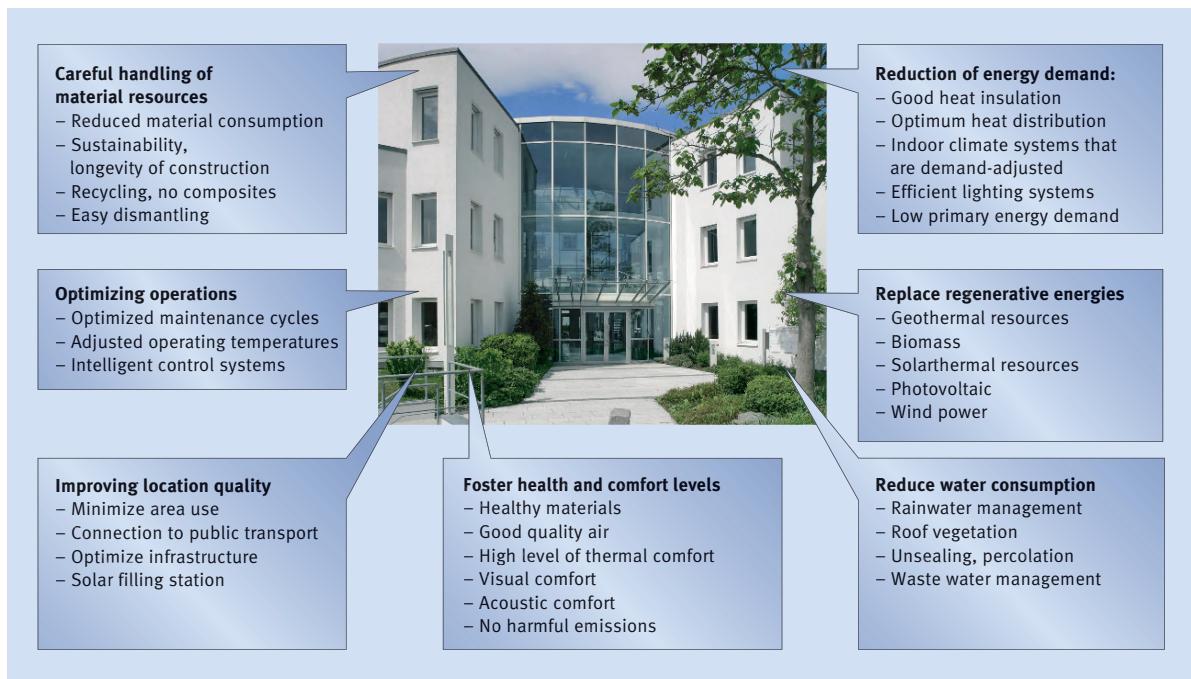 Careful handling of
material resources
– Reduced material consumption
– Sustainability,
longevity of construction
– Recycling, no composites
– Easy dismantling
Reduction of energy demand:
– Good heat insulation
– Optimum heat distribution
– Indoor climate systems that
are demand-adjusted
– Efficient lighting systems
– Low primary energy demand
Optimizing operations
– Optimized maintenance cycles
– Adjusted operating temperatures
– Intelligent control systems
Replace regenerative energies
– Geothermal resources
– Biomass
– Solarthermal resources
– Photovoltaic
– Wind power
Improving location quality
– Minimize area use
– Connection to public transport
– Optimize infrastructure
– Solar filling station
Foster health and comfort levels
– Healthy materials
– Good quality air
– High level of thermal comfort
– Visual comfort
– Acoustic comfort
– No harmful emissions
Reduce water consumption
– Rainwater management
– Roof vegetation
– Unsealing, percolation
– Waste water management